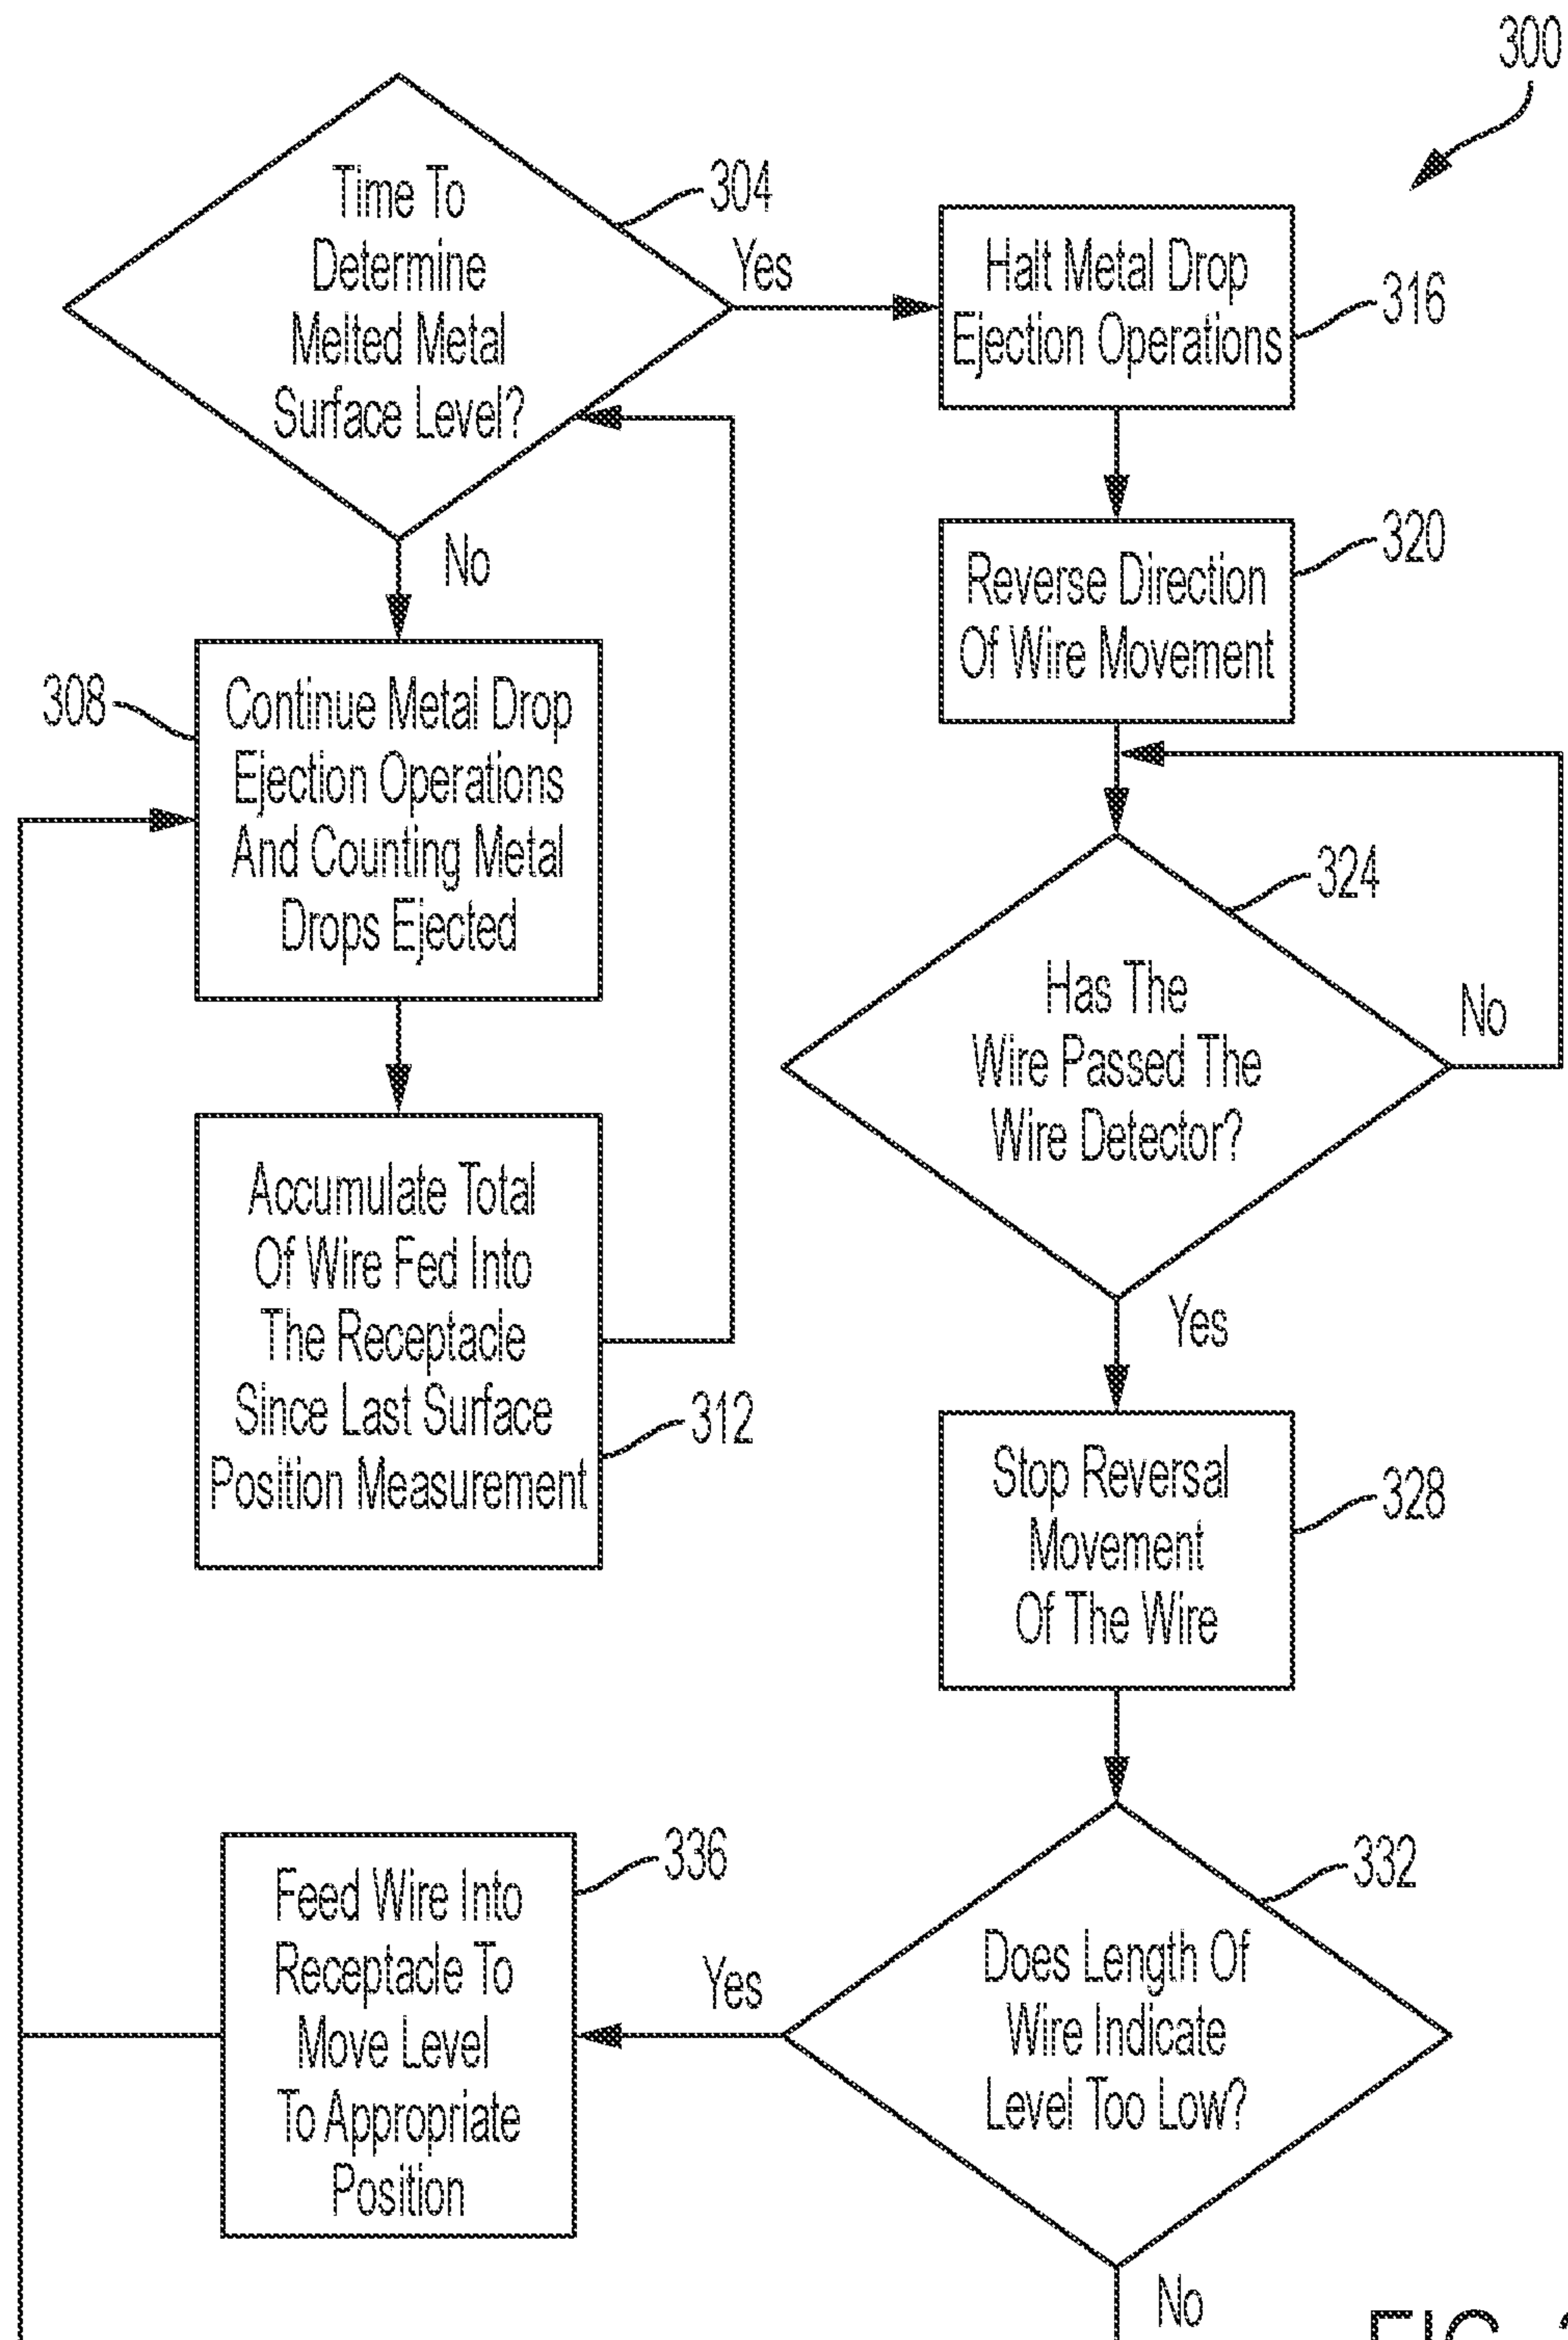 300
Time To
Determine
Melted Metal
Surface Level?
304
Yes
No
Halt Metal Drop
Ejection Operations
316
Reverse Direction
Of Wire Movement
320
308
Continue Metal Drop
Ejection Operations
And Counting Metal
Drops Ejected
Has The
Wire Passed The
Wire Detector?
324
No
Yes
Accumulate Total
Of Wire Fed Into
The Receptacle
Since Last Surface
Position Measurement
312
Stop Reversal
Movement
Of The Wire
328
Does Length Of
Wire Indicate
Level Too Low?
332
Yes
No
Feed Wire Into
Receptacle To
Move Level
To Appropriate
Position
336
FIG.